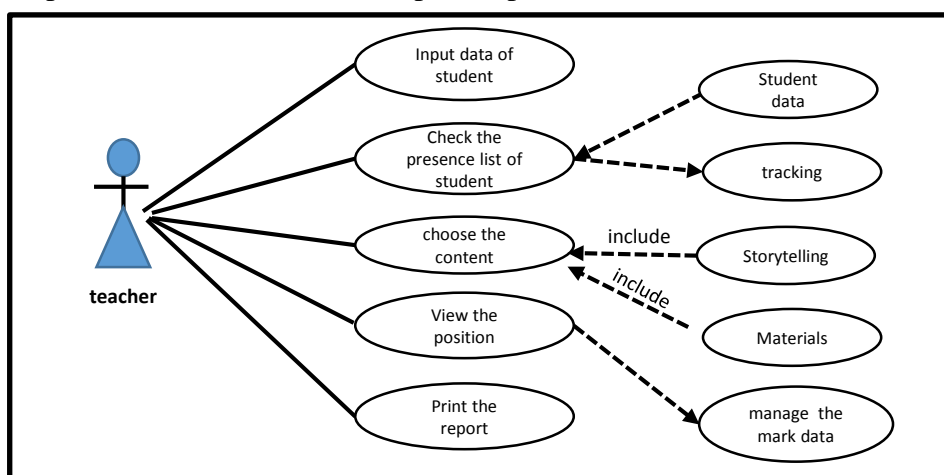 Input data of
student
Check the
presence list of
student
choose the
content
View the
position
Print the
report
teacher
Student
data
tracking
include
Storytelling
include
Materials
manage the
mark data